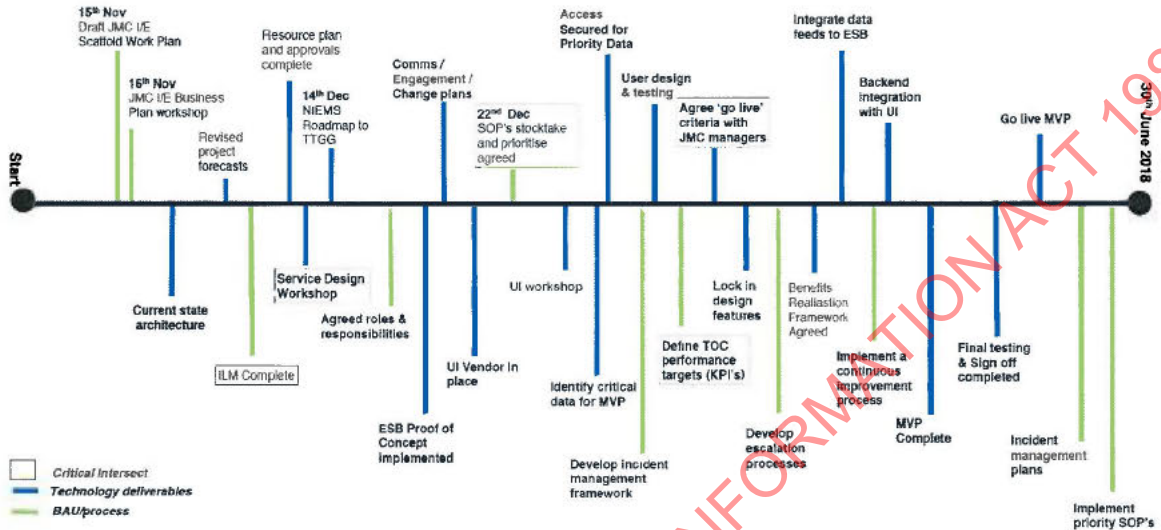 15th Nov
Draft JMC I/E
Scaffold Work Plan
16th Nov
JMC I/E Business
Plan workshop
Revised
project
forecasts
Resource plan
and approvals
complete
14th Dec
NIEMS
Roadmap to
TTGG
Comms /
Engagement /
Change plans
22nd Dec
SOP's stocktake
and prioritise
agreed
Access
Secured for
Priority Data
User design
& testing
Agree 'go live'
criteria with
JMC managers
Integrate data
feeds to ESB
Backend
integration
with UI
Go live MVP
Start
30th June 2018
Current state
architecture
ILM Complete
Service Design
Workshop
Agreed roles &
responsibilities
ESB Proof of
Concept
implemented
UI Vendor in
place
UI workshop
Identify critical
data for MVP
Develop incident
management
framework
Define TOC
performance
targets (KPI's)
Lock in
design
features
Develop
escalation
processes
Benefits
Realiastion
Framework
Agreed
Implement a
continuous
improvement
process
MVP
Complete
Final testing
& Sign off
completed
Incident
management
plans
Implement
priority SOP's
Critical Intersect
Technology deliverables
BAU/process
INFORMATION ACT 198